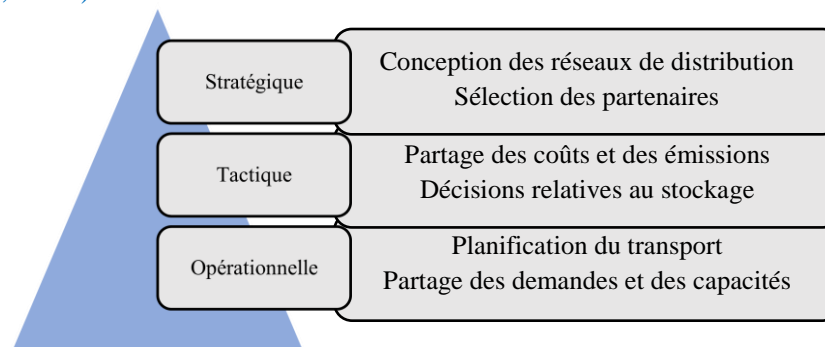 Stratégique
Conception des réseaux de distribution
Sélection des partenaires
Tactique
Partage des coûts et des émissions
Décisions relatives au stockage
Opérationnelle
Planification du transport
Partage des demandes et des capacités